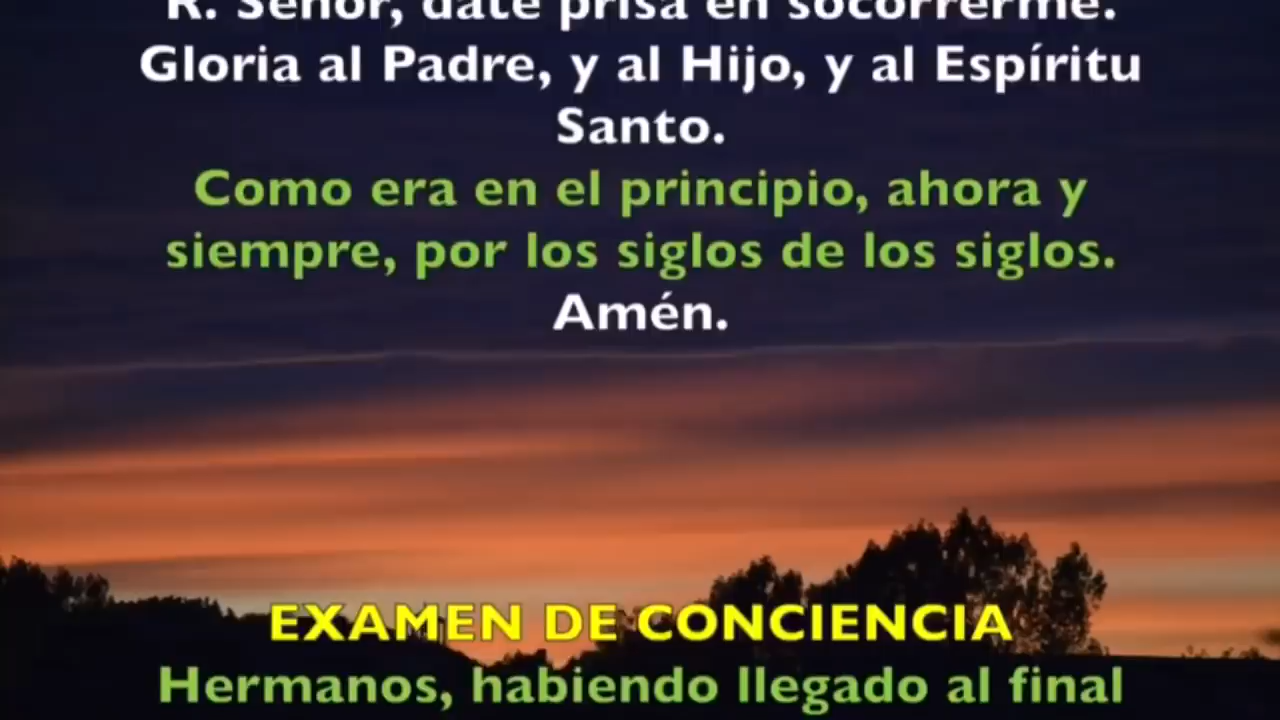 R. Señor, date prisa en socorrerme.
Gloria al Padre, y al Hijo, y al Espíritu
Santo.
Como era en el principio, ahora y
siempre, por los siglos de los siglos.
Amén.
EXAMEN DE CONCIENCIA
Hermanos, habiendo llegado al final